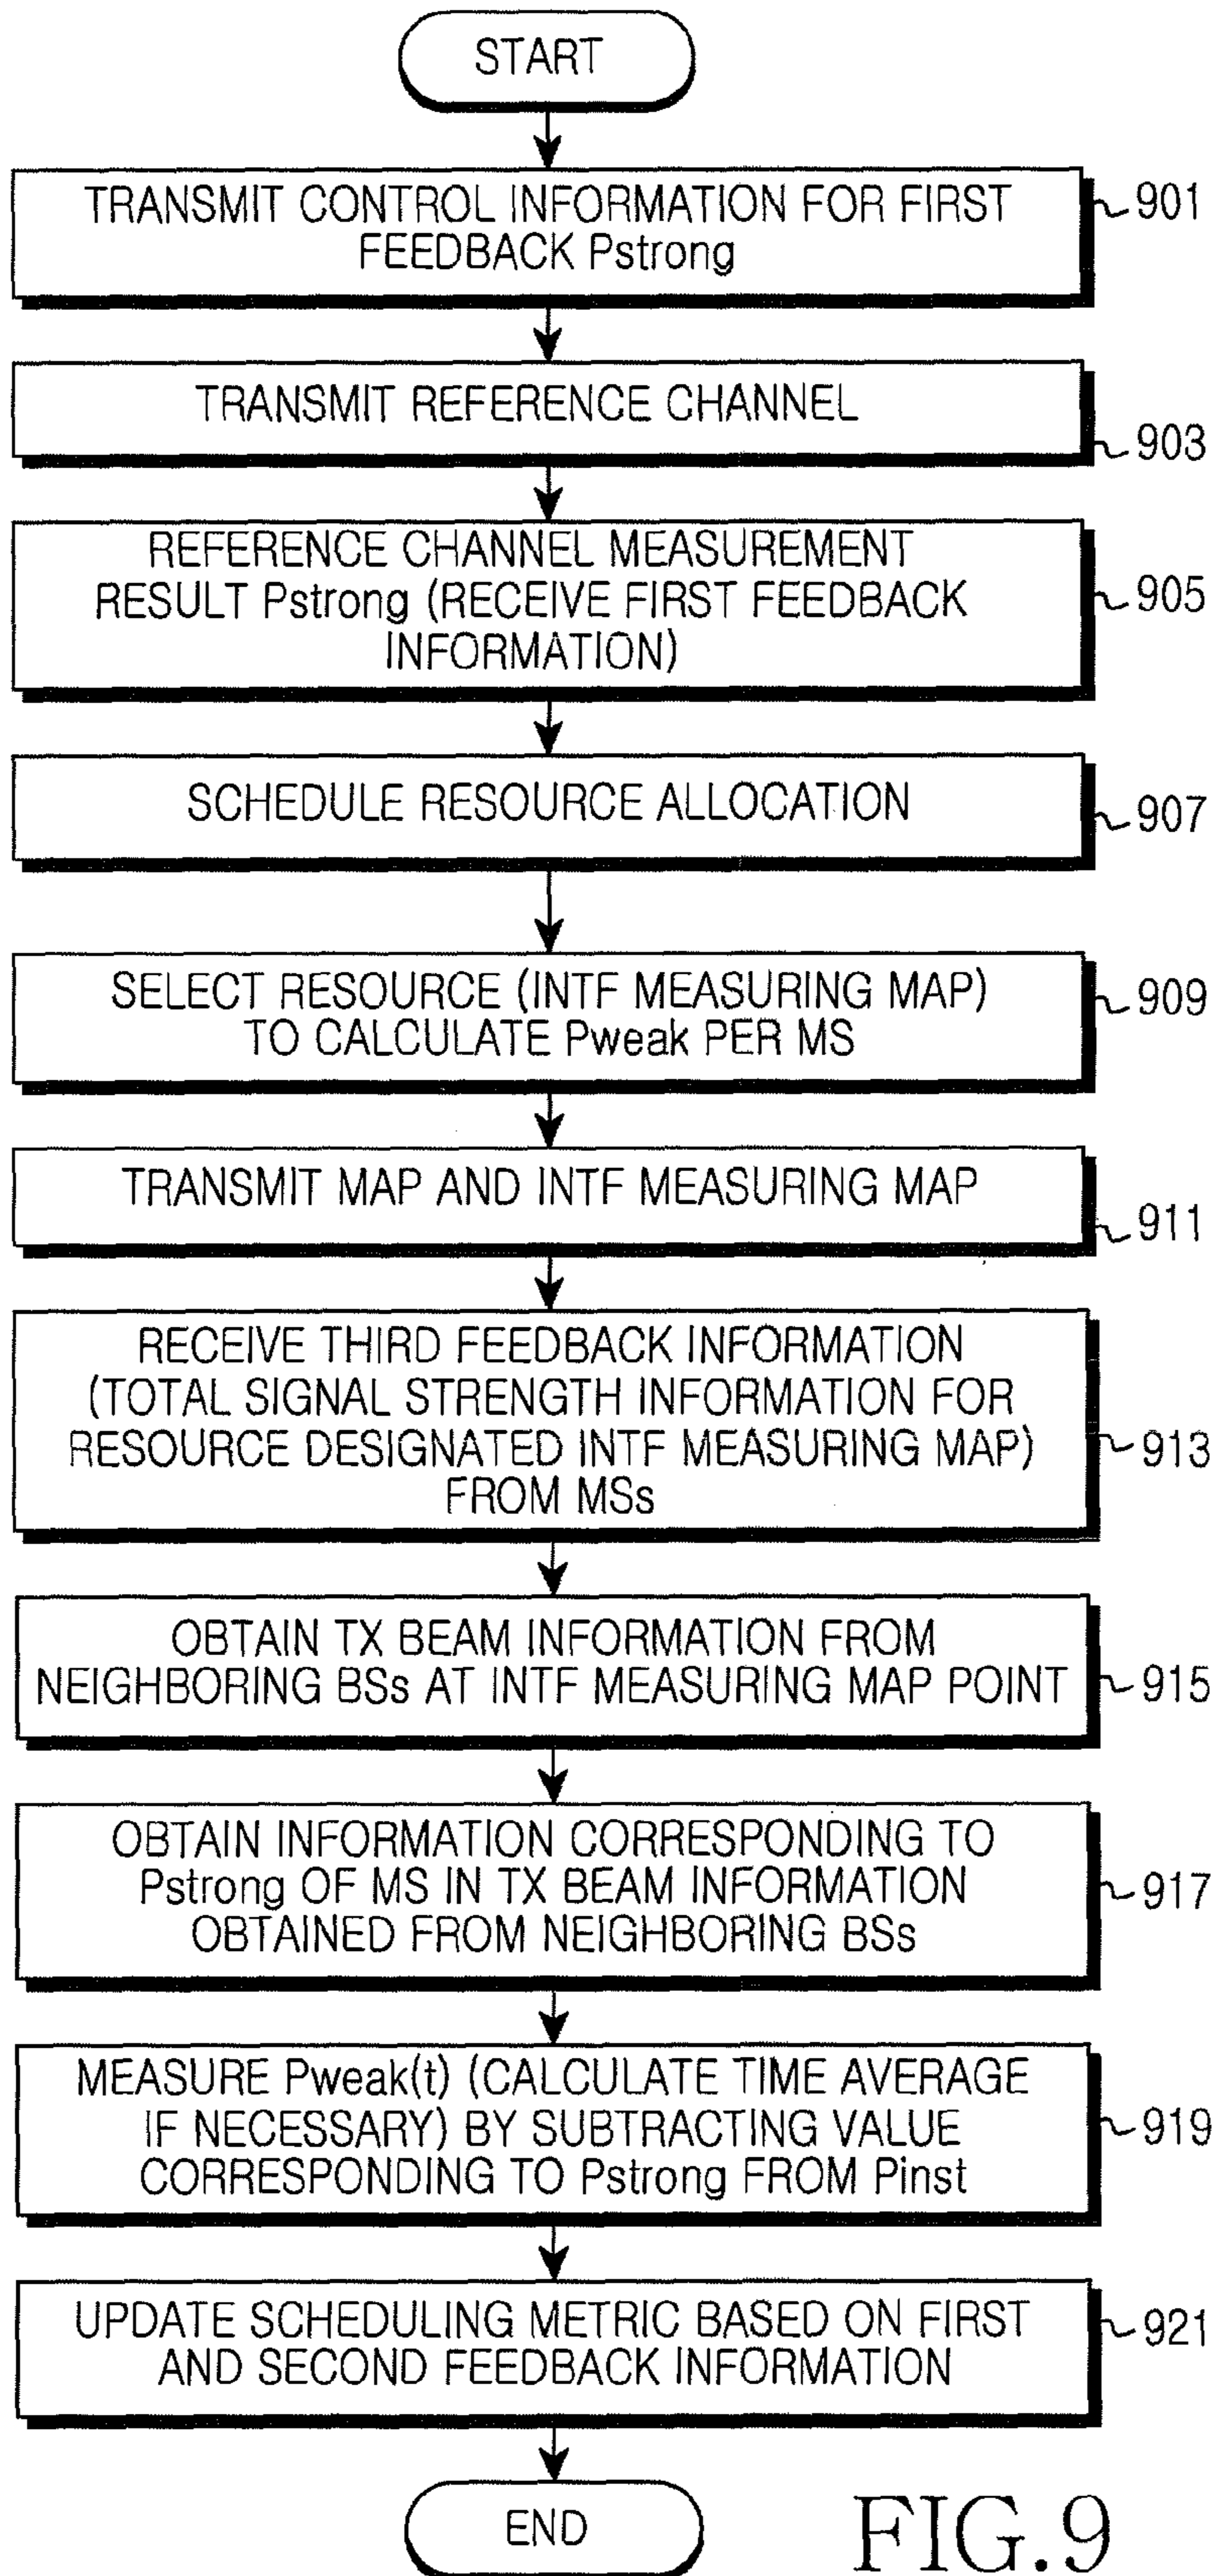 START
TRANSMIT CONTROL INFORMATION FOR FIRST
FEEDBACK Pstrong
901
TRANSMIT REFERENCE CHANNEL
903
REFERENCE CHANNEL MEASUREMENT
RESULT Pstrong (RECEIVE FIRST FEEDBACK
INFORMATION)
905
SCHEDULE RESOURCE ALLOCATION
907
SELECT RESOURCE (INTF MEASURING MAP)
TO CALCULATE Pweak PER MS
909
TRANSMIT MAP AND INTF MEASURING MAP
911
RECEIVE THIRD FEEDBACK INFORMATION
(TOTAL SIGNAL STRENGTH INFORMATION FOR
RESOURCE DESIGNATED INTF MEASURING MAP)
FROM MSs
913
OBTAIN TX BEAM INFORMATION FROM
NEIGHBORING BSs AT INTF MEASURING MAP POINT
915
OBTAIN INFORMATION CORRESPONDING TO
Pstrong OF MS IN TX BEAM INFORMATION
OBTAINED FROM NEIGHBORING BSs
917
MEASURE Pweak(t) (CALCULATE TIME AVERAGE
IF NECESSARY) BY SUBTRACTING VALUE
CORRESPONDING TO Pstrong FROM Pinst
919
UPDATE SCHEDULING METRIC BASED ON FIRST
AND SECOND FEEDBACK INFORMATION
921
END
FIG.9